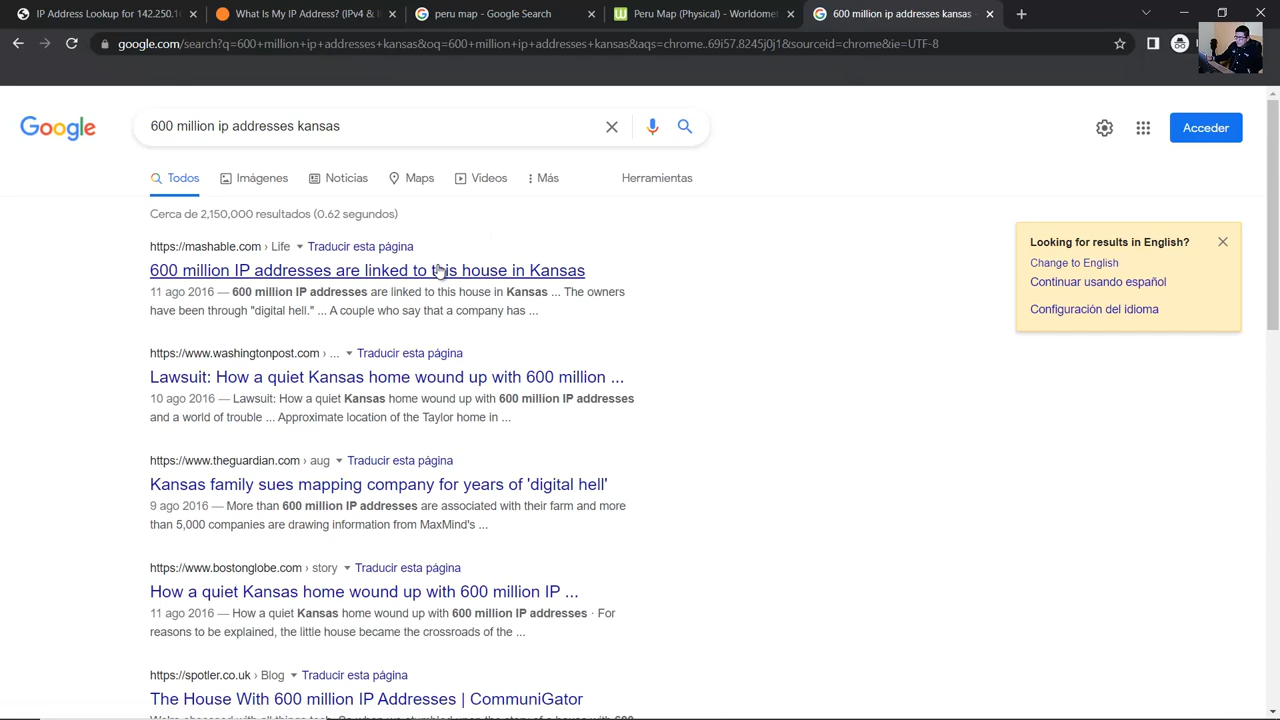 IP Address Lookup for 142.250.1
What Is My IP Address? (IPv4 & I
peru map - Google Search
Peru Map (Physical) - Worldomet
600 million ip addresses kansas
google.com/search?q=600+million+ip+addresses+kansas&oq=600+million+ip+addresses+kansas&aqs=chrome..69i57.8245j0j1&sourceid=chrome&ie=UTF-8
Google
600 million ip addresses kansas
Acceder
Todos Imágenes Noticias Maps Videos Más Herramientas
Cerca de 2,150,000 resultados (0.62 segundos)
https://mashable.com › Life Traducir esta página
600 million IP addresses are linked to this house in Kansas
11 ago 2016 — 600 million IP addresses are linked to this house in Kansas ... The owners
have been through "digital hell." ... A couple who say that a company has ...
https://www.washingtonpost.com › ... Traducir esta página
Lawsuit: How a quiet Kansas home wound up with 600 million ...
10 ago 2016 — Lawsuit: How a quiet Kansas home wound up with 600 million IP addresses
and a world of trouble ... Approximate location of the Taylor home in ...
https://www.theguardian.com › aug Traducir esta página
Kansas family sues mapping company for years of 'digital hell'
9 ago 2016 — More than 600 million IP addresses are associated with their farm and more
than 5,000 companies are drawing information from MaxMind's ...
https://www.bostonglobe.com › story Traducir esta página
How a quiet Kansas home wound up with 600 million IP ...
11 ago 2016 — How a quiet Kansas home wound up with 600 million IP addresses · For
reasons to be explained, the little house became the crossroads of the ...
https://spotler.co.uk › Blog Traducir esta página
The House With 600 million IP Addresses | CommuniGator
Looking for results in English?
Change to English
Continuar usando español
Configuración del idioma